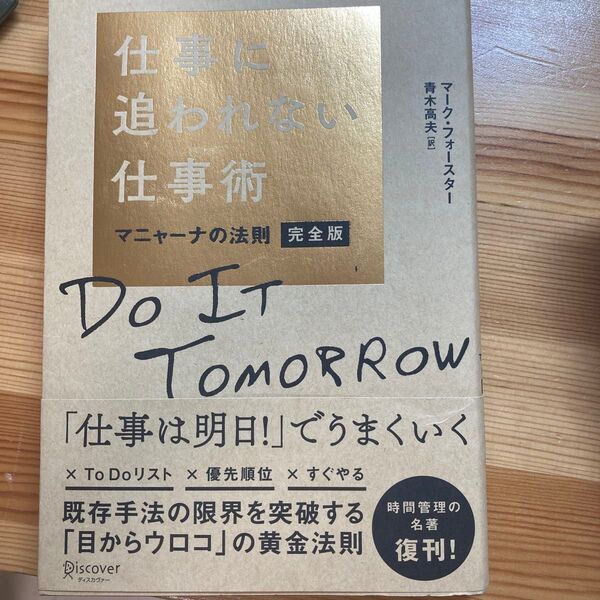 仕事に
追われない
仕事術
マニャーナの法則 完全版
マーク・フォースター
青木高夫[訳]
DO IT
TOMORROW
「仕事は明日!」でうまくいく
× To Doリスト × 優先順位 × すぐやる
既存手法の限界を突破する
「目からウロコ」の黄金法則
時間管理の
名著
復刊!
Discover
ディスカヴァー